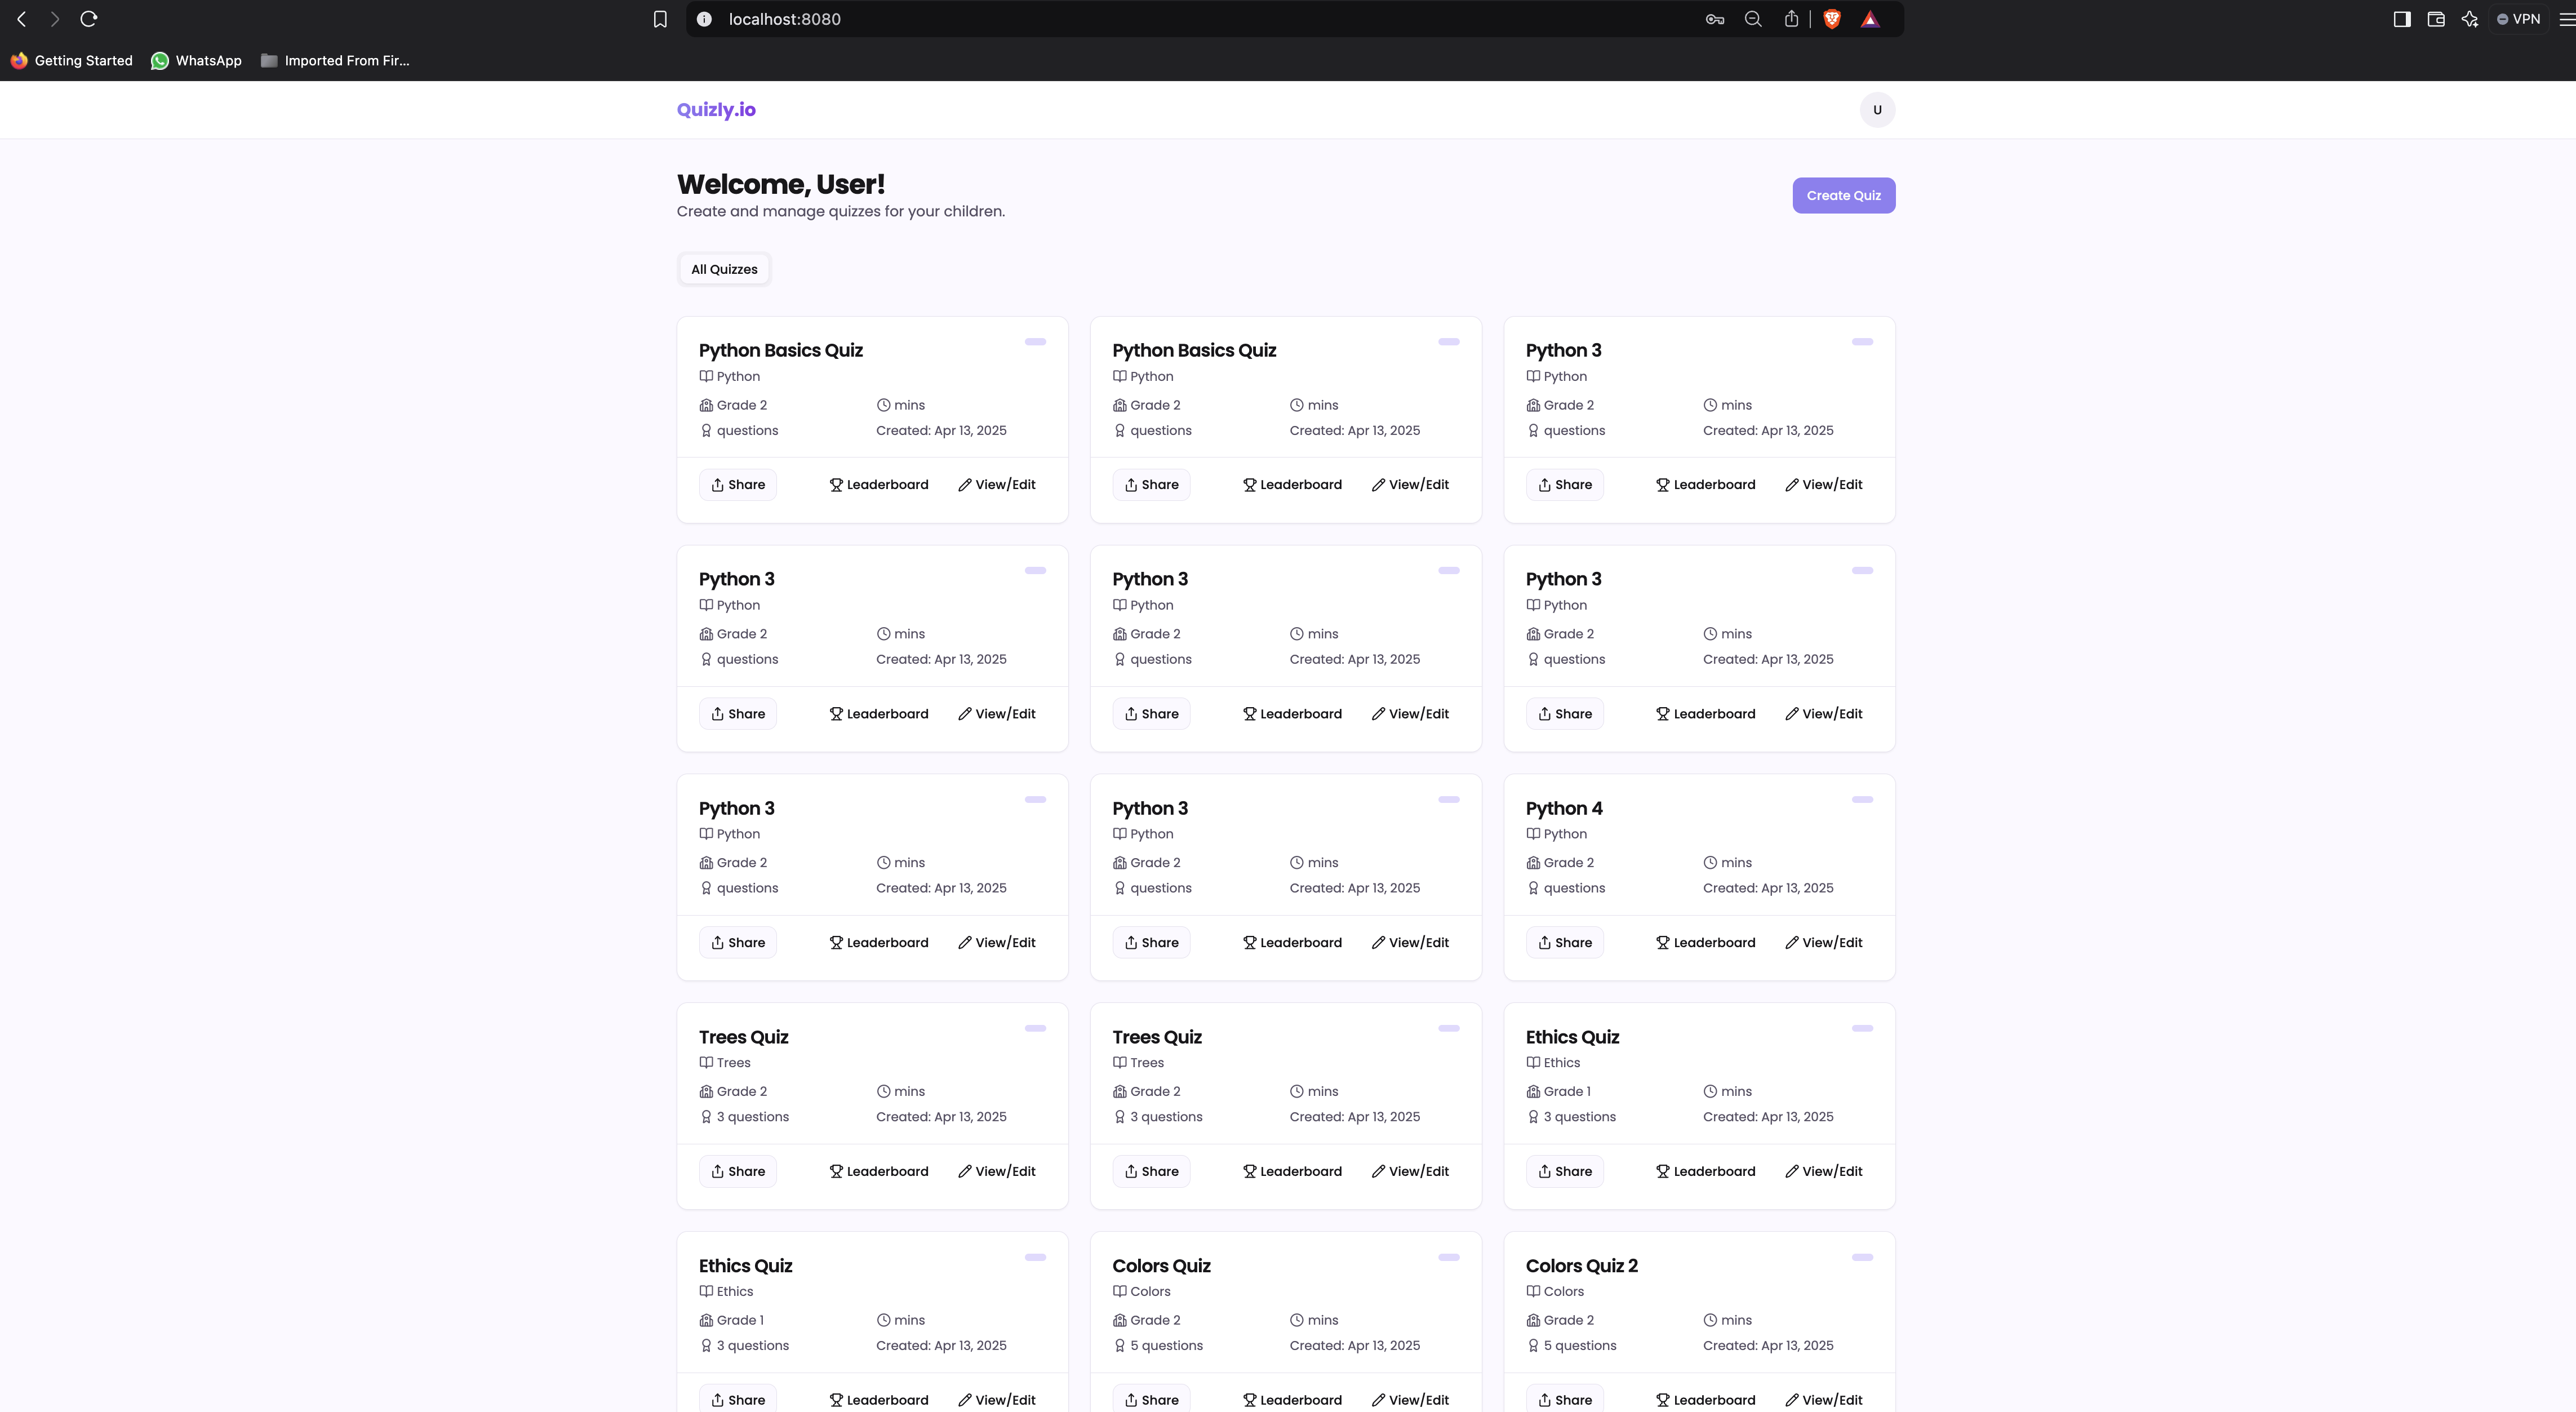 localhost:8080
VPN
Getting Started WhatsApp Imported From Fir...
Quizly.io
U
Welcome, User!
Create and manage quizzes for your children.
Create Quiz
All Quizzes
Python Basics Quiz
Python
Grade 2 mins
questions Created: Apr 13, 2025
Share Leaderboard View/Edit
Python Basics Quiz
Python
Grade 2 mins
questions Created: Apr 13, 2025
Share Leaderboard View/Edit
Python 3
Python
Grade 2 mins
questions Created: Apr 13, 2025
Share Leaderboard View/Edit
Python 3
Python
Grade 2 mins
questions Created: Apr 13, 2025
Share Leaderboard View/Edit
Python 3
Python
Grade 2 mins
questions Created: Apr 13, 2025
Share Leaderboard View/Edit
Python 3
Python
Grade 2 mins
questions Created: Apr 13, 2025
Share Leaderboard View/Edit
Python 3
Python
Grade 2 mins
questions Created: Apr 13, 2025
Share Leaderboard View/Edit
Python 3
Python
Grade 2 mins
questions Created: Apr 13, 2025
Share Leaderboard View/Edit
Python 4
Python
Grade 2 mins
questions Created: Apr 13, 2025
Share Leaderboard View/Edit
Trees Quiz
Trees
Grade 2 mins
3 questions Created: Apr 13, 2025
Share Leaderboard View/Edit
Trees Quiz
Trees
Grade 2 mins
3 questions Created: Apr 13, 2025
Share Leaderboard View/Edit
Ethics Quiz
Ethics
Grade 1 mins
3 questions Created: Apr 13, 2025
Share Leaderboard View/Edit
Ethics Quiz
Ethics
Grade 1 mins
3 questions Created: Apr 13, 2025
Share Leaderboard View/Edit
Colors Quiz
Colors
Grade 2 mins
5 questions Created: Apr 13, 2025
Share Leaderboard View/Edit
Colors Quiz 2
Colors
Grade 2 mins
5 questions Created: Apr 13, 2025
Share Leaderboard View/Edit